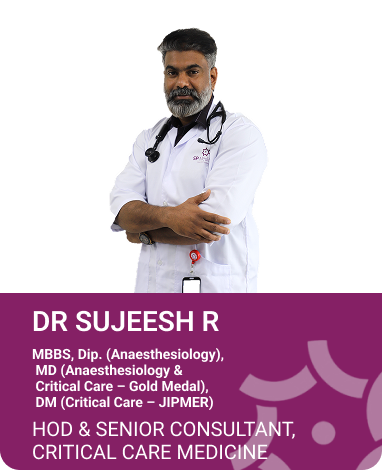 DR SUJEESH R
MBBS, Dip. (Anaesthesiology),
MD (Anaesthesiology &
Critical Care – Gold Medal),
DM (Critical Care – JIPMER)
HOD & SENIOR CONSULTANT,
CRITICAL CARE MEDICINE